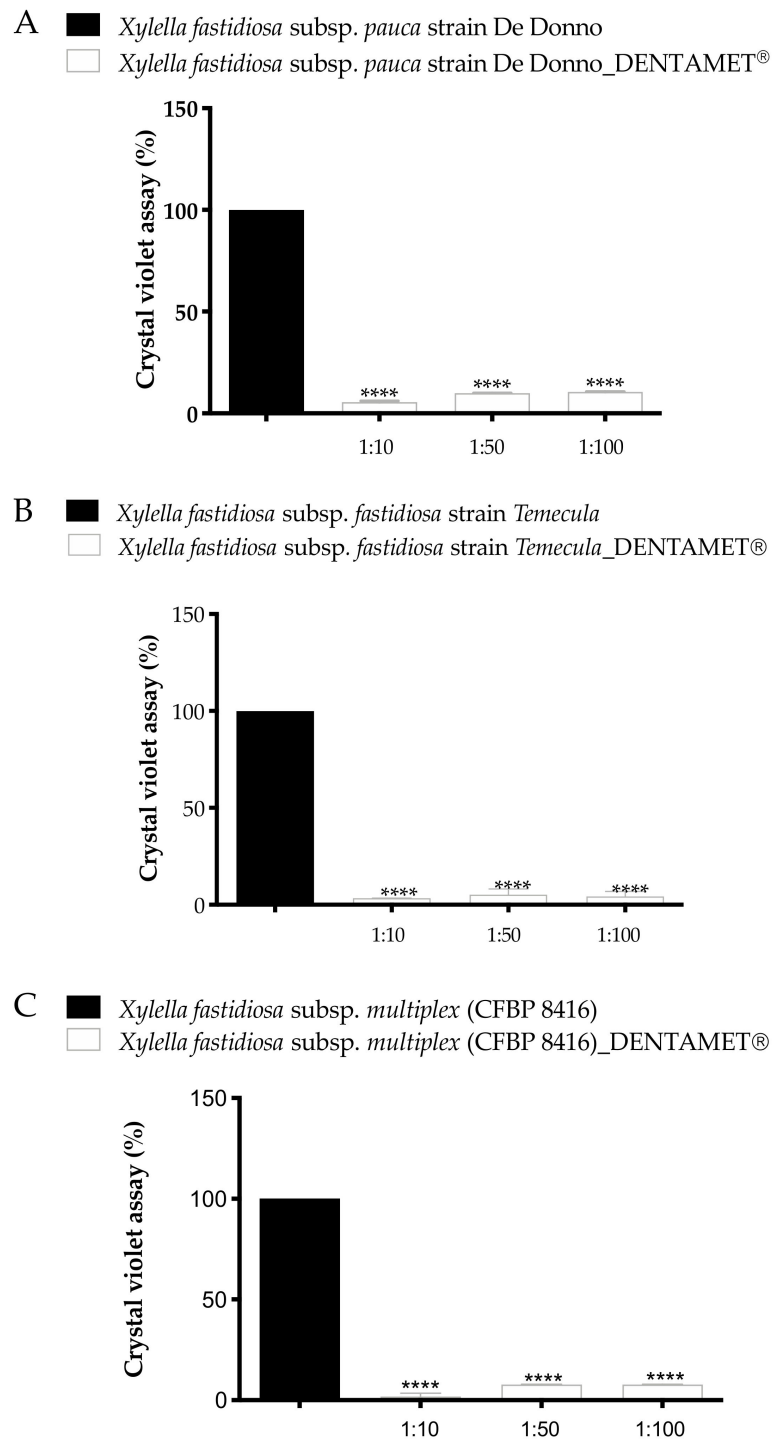 A
Xylella fastidiosa subsp. pauca strain De Donno
Xylella fastidiosa subsp. pauca strain De Donno_DENTAMET®
Crystal violet assay (%)
150
100
50
0
**** **** ****
1:10 1:50 1:100
B
Xylella fastidiosa subsp. fastidiosa strain Temecula
Xylella fastidiosa subsp. fastidiosa strain Temecula_DENTAMET®
Crystal violet assay (%)
150
100
50
0
**** **** ****
1:10 1:50 1:100
C
Xylella fastidiosa subsp. multiplex (CFBP 8416)
Xylella fastidiosa subsp. multiplex (CFBP 8416)_DENTAMET®
Crystal violet assay (%)
150
100
50
0
**** **** ****
1:10 1:50 1:100